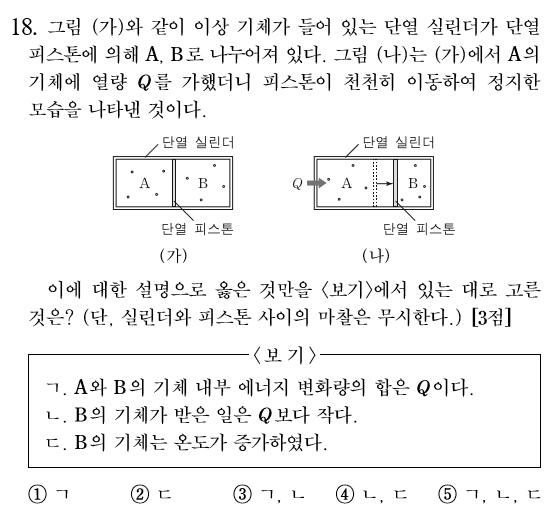 18. 그림 (가)와 같이 이상 기체가 들어 있는 단열 실린더가 단열
피스톤에 의해 A, B로 나누어져 있다. 그림 (나)는 (가)에서 A의
기체에 열량 Q를 가했더니 피스톤이 천천히 이동하여 정지한
모습을 나타낸 것이다.
단열 실린더 단열 실린더
A B Q A B
단열 피스톤 단열 피스톤
(가) (나)
이에 대한 설명으로 옳은 것만을 <보기>에서 있는 대로 고른
것은? (단, 실린더와 피스톤 사이의 마찰은 무시한다.) [3점]
<보 기>
ㄱ. A와 B의 기체 내부 에너지 변화량의 합은 Q이다.
ㄴ. B의 기체가 받은 일은 Q보다 작다.
ㄷ. B의 기체는 온도가 증가하였다.
① ㄱ ② ㄷ ③ ㄱ, ㄴ ④ ㄴ, ㄷ ⑤ ㄱ, ㄴ, ㄷ